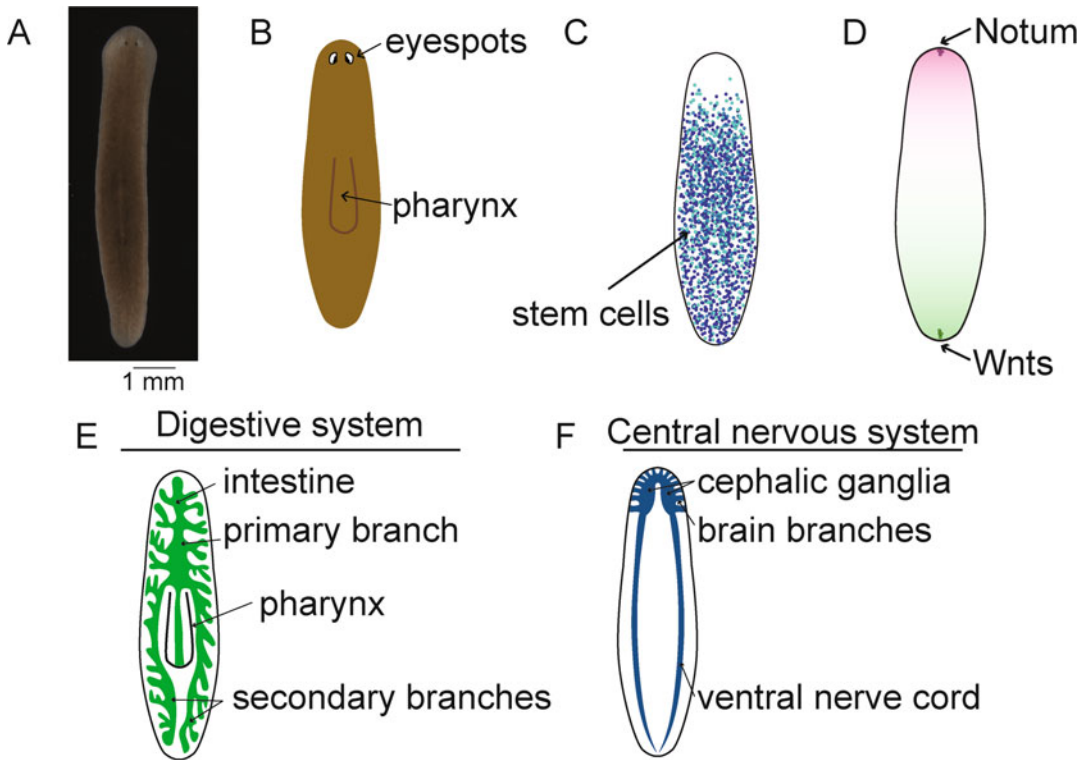 A
B
eyespots
pharynx
C
stem cells
D
Notum
Wnts
1 mm
E
Digestive system
intestine
primary branch
pharynx
secondary branches
F
Central nervous system
cephalic ganglia
brain branches
ventral nerve cord